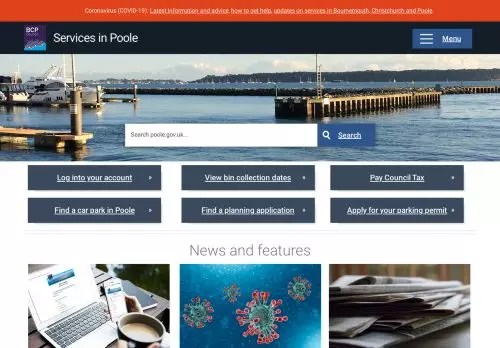 Coronavirus (COVID-19): Latest information and advice, how to get help, updates on services in Bournemouth, Christchurch and Poole.
BCP
Services in Poole
Menu
Search poole.gov.uk...
Search
Log into your account »
View bin collection dates »
Pay Council Tax »
Find a car park in Poole »
Find a planning application »
Apply for your parking permit »
News and features